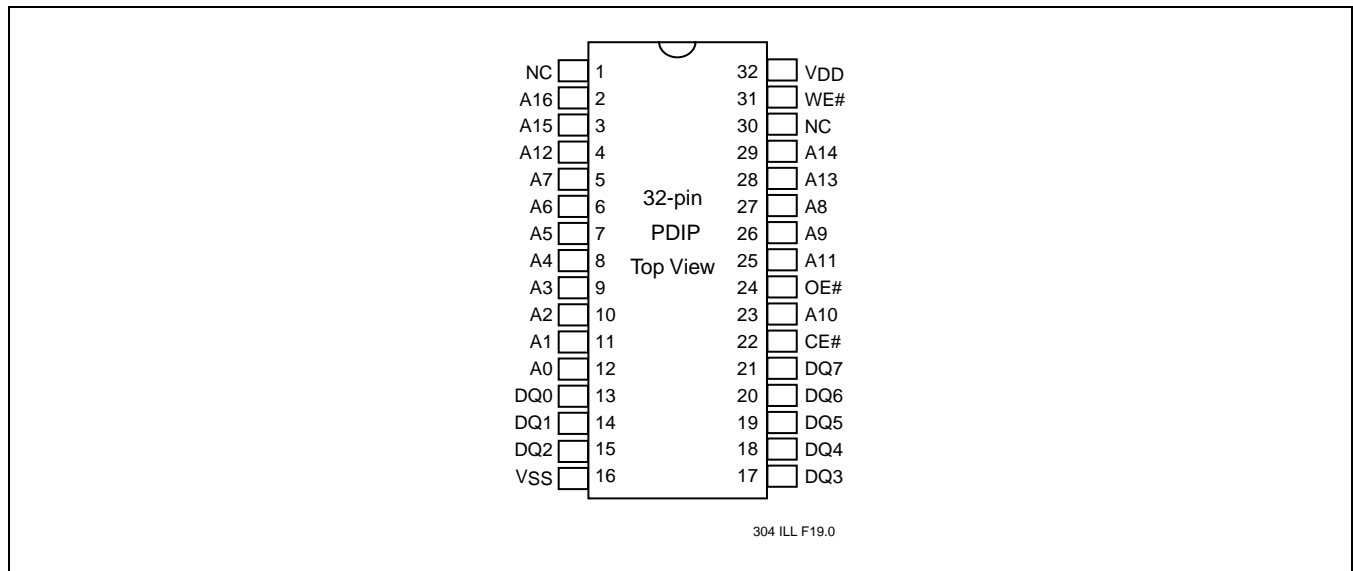 NC 1 32 VDD
A16 2 31 WE#
A15 3 30 NC
A12 4 29 A14
A7 5 28 A13
A6 6 32-pin 27 A8
A5 7 PDIP 26 A9
A4 8 Top View 25 A11
A3 9 24 OE#
A2 10 23 A10
A1 11 22 CE#
A0 12 21 DQ7
DQ0 13 20 DQ6
DQ1 14 19 DQ5
DQ2 15 18 DQ4
VSS 16 17 DQ3
304 ILL F19.0